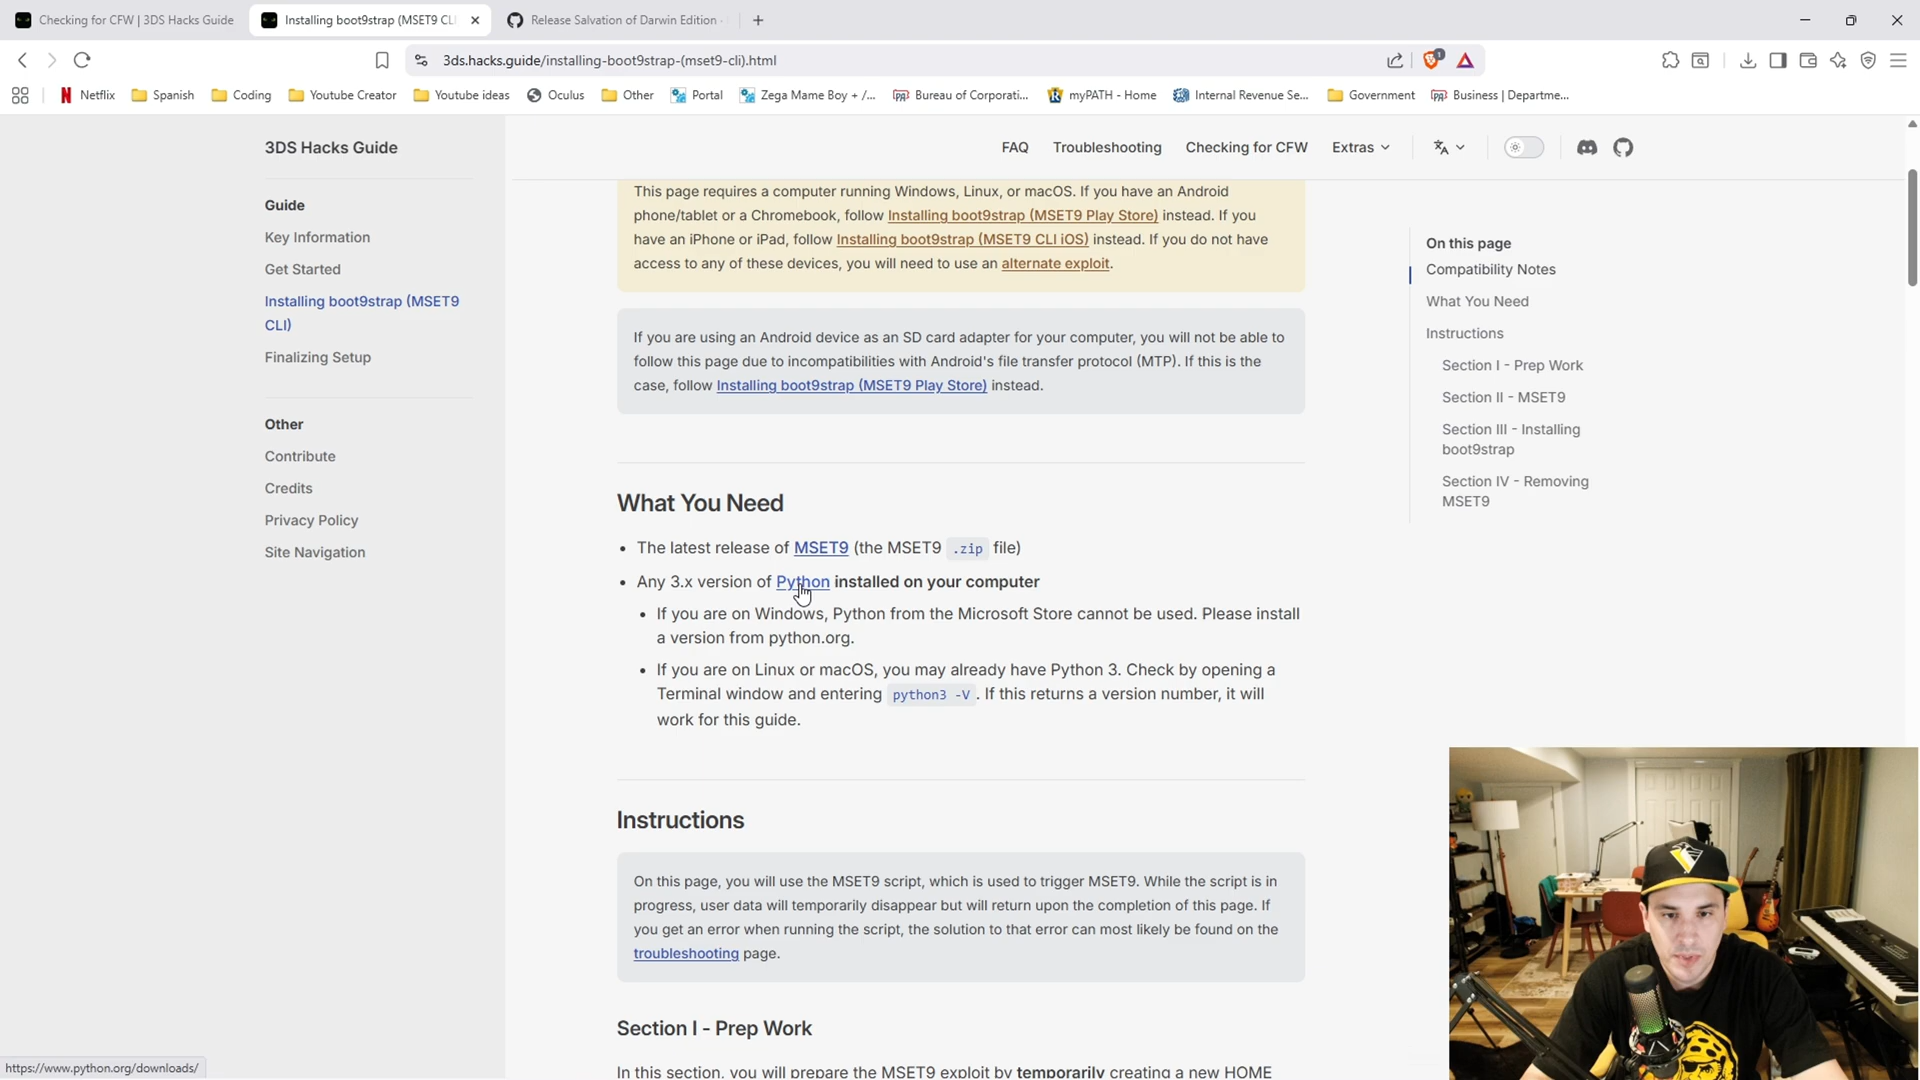 Checking for CFW | 3DS Hacks Guide
Installing boot9strap (MSET9 CL
Release Salvation of Darwin Edition ·
3ds.hacks.guide/installing-boot9strap-(mset9-cli).html
1
Netflix
Spanish
Coding
Youtube Creator
Youtube ideas
Oculus
Other
Portal
Zega Mame Boy + /...
Bureau of Corporati...
myPATH - Home
Internal Revenue Se...
Government
Business | Departme...
3DS Hacks Guide
FAQ
Troubleshooting
Checking for CFW
Extras
Guide
Key Information
Get Started
Installing boot9strap (MSET9
CLI)
Finalizing Setup
Other
Contribute
Credits
Privacy Policy
Site Navigation
This page requires a computer running Windows, Linux, or macOS. If you have an Android
phone/tablet or a Chromebook, follow Installing boot9strap (MSET9 Play Store) instead. If you
have an iPhone or iPad, follow Installing boot9strap (MSET9 CLI iOS) instead. If you do not have
access to any of these devices, you will need to use an alternate exploit.
If you are using an Android device as an SD card adapter for your computer, you will not be able to
follow this page due to incompatibilities with Android's file transfer protocol (MTP). If this is the
case, follow Installing boot9strap (MSET9 Play Store) instead.
What You Need
• The latest release of MSET9 (the MSET9 .zip file)
• Any 3.x version of Python installed on your computer
• If you are on Windows, Python from the Microsoft Store cannot be used. Please install
a version from python.org.
• If you are on Linux or macOS, you may already have Python 3. Check by opening a
Terminal window and entering python3 -V . If this returns a version number, it will
work for this guide.
Instructions
On this page, you will use the MSET9 script, which is used to trigger MSET9. While the script is in
progress, user data will temporarily disappear but will return upon the completion of this page. If
you get an error when running the script, the solution to that error can most likely be found on the
troubleshooting page.
Section I - Prep Work
In this section, you will prepare the MSET9 exploit by temporarily creating a new HOME
On this page
Compatibility Notes
What You Need
Instructions
Section I - Prep Work
Section II - MSET9
Section III - Installing
boot9strap
Section IV - Removing
MSET9
https://www.python.org/downloads/